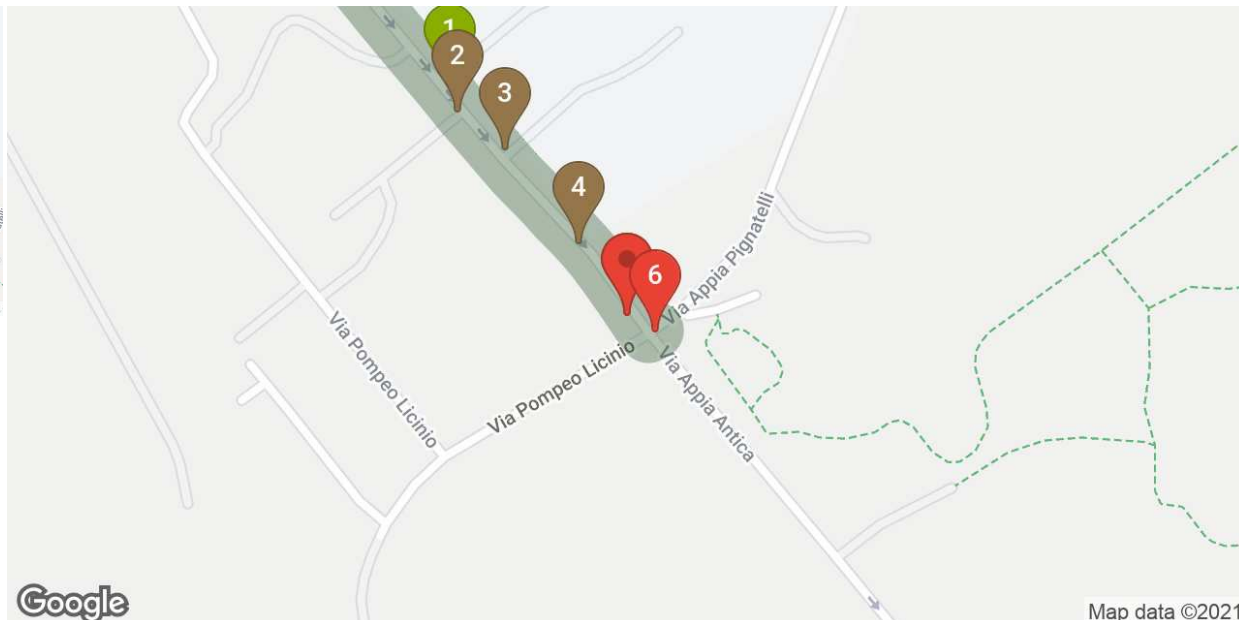 1
2
3
4
6
Via Appia Pignatelli
Via Pompeo Licinio
Via Pompeo Licinio
Via Appia Antica
Google
Map data ©2021